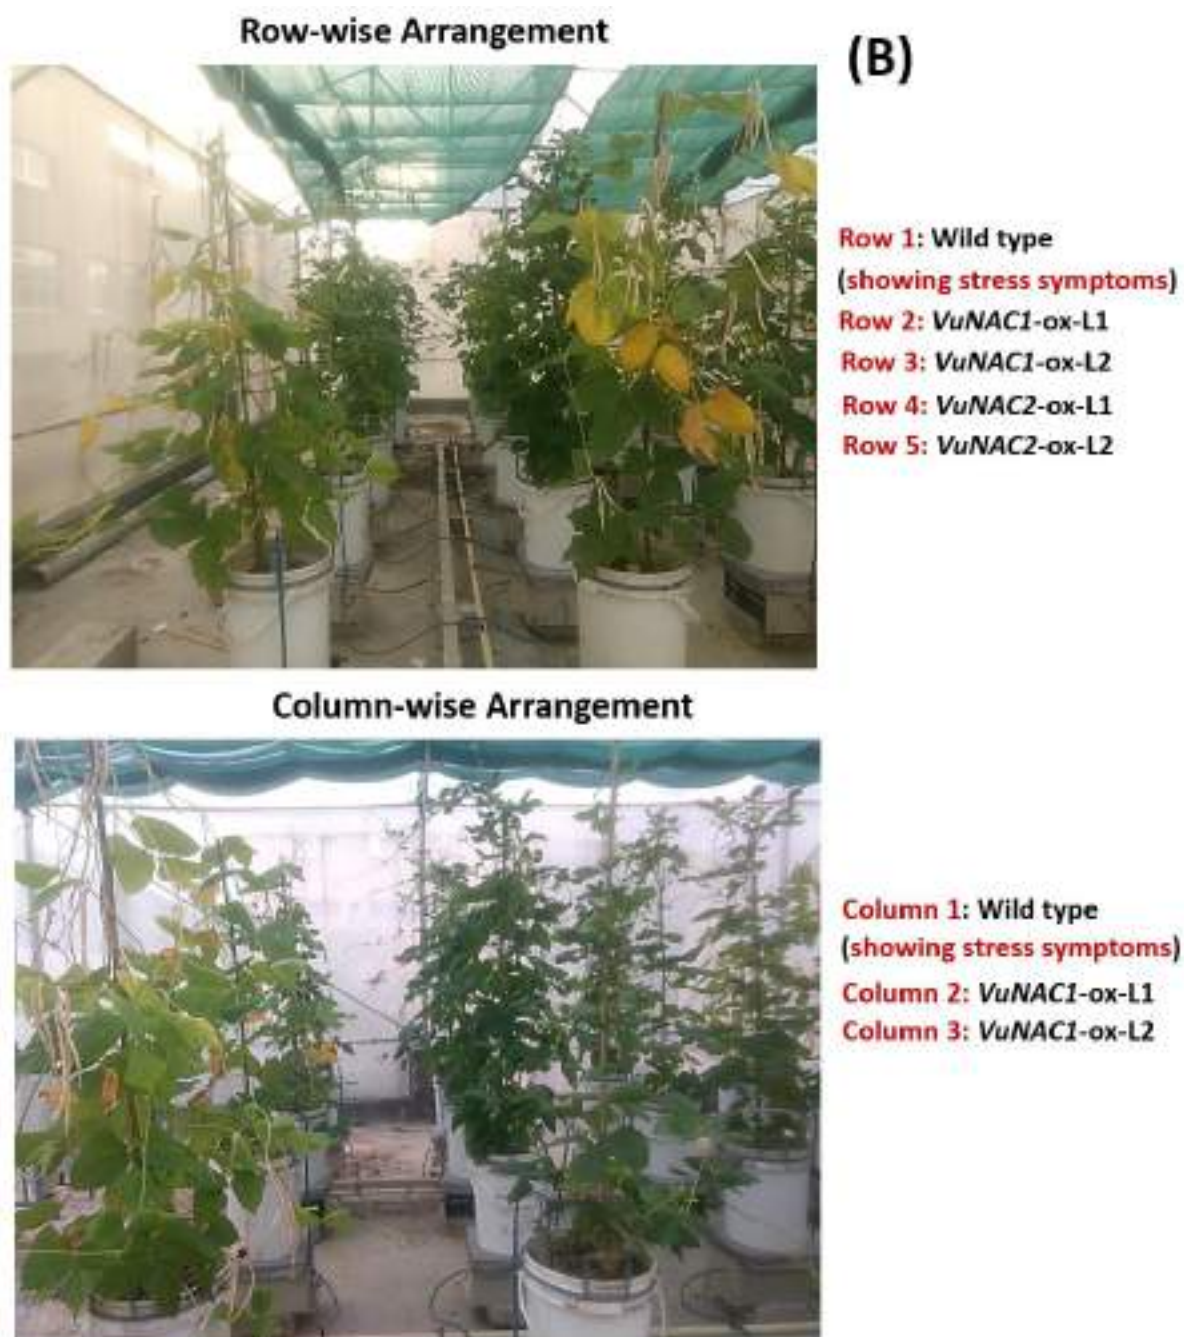 Row-wise Arrangement
(B)
Row 1: Wild type
(showing stress symptoms)
Row 2: VuNAC1-ox-L1
Row 3: VuNAC1-ox-L2
Row 4: VuNAC2-ox-L1
Row 5: VuNAC2-ox-L2
Column-wise Arrangement
Column 1: Wild type
(showing stress symptoms)
Column 2: VuNAC1-ox-L1
Column 3: VuNAC1-ox-L2